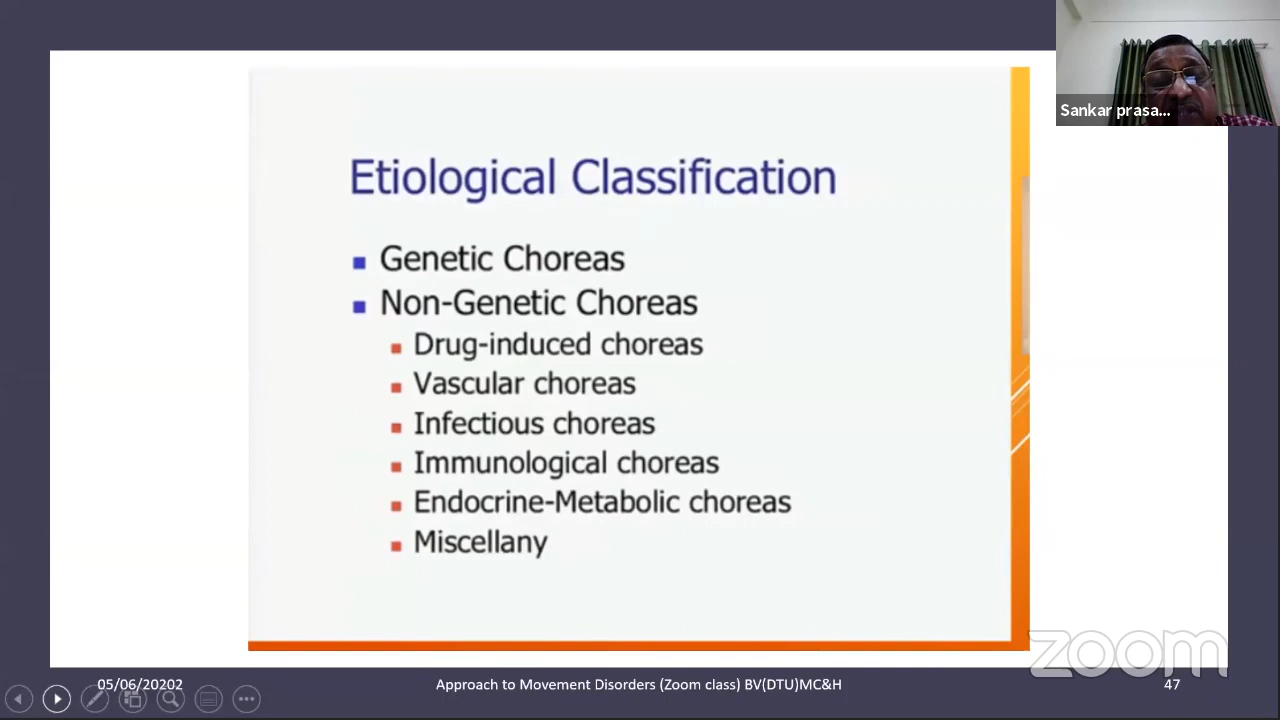 Sankar prasa...
Etiological Classification
Genetic Choreas
Non-Genetic Choreas
Drug-induced choreas
Vascular choreas
Infectious choreas
Immunological choreas
Endocrine-Metabolic choreas
Miscellany
zoom
05/06/20202
Approach to Movement Disorders (Zoom class) BV(DTU)MC&H
47